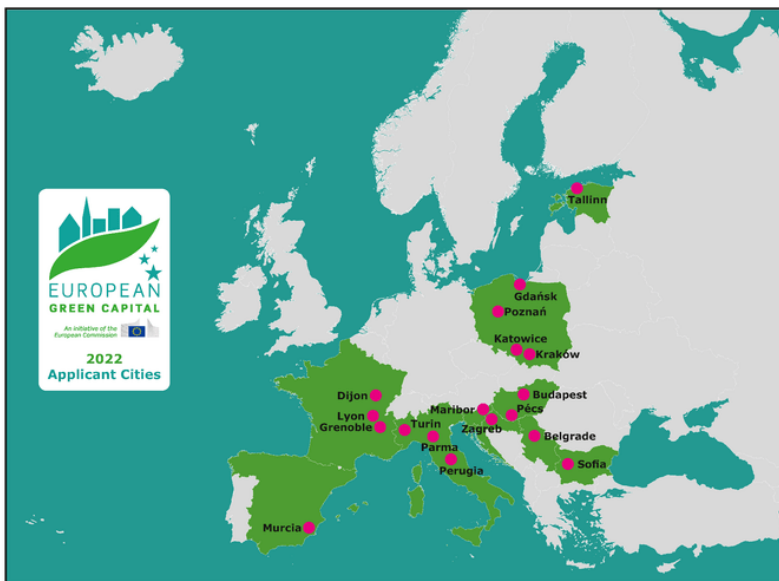 EUROPEAN
GREEN CAPITAL
An initiative of the
European Commission
2022
Applicant Cities
Tallinn
Gdańsk
Poznań
Katowice
Kraków
Dijon
Lyon
Grenoble
Turin
Parma
Perugia
Maribor
Zagreb
Budapest
Pécs
Belgrade
Sofia
Murcia